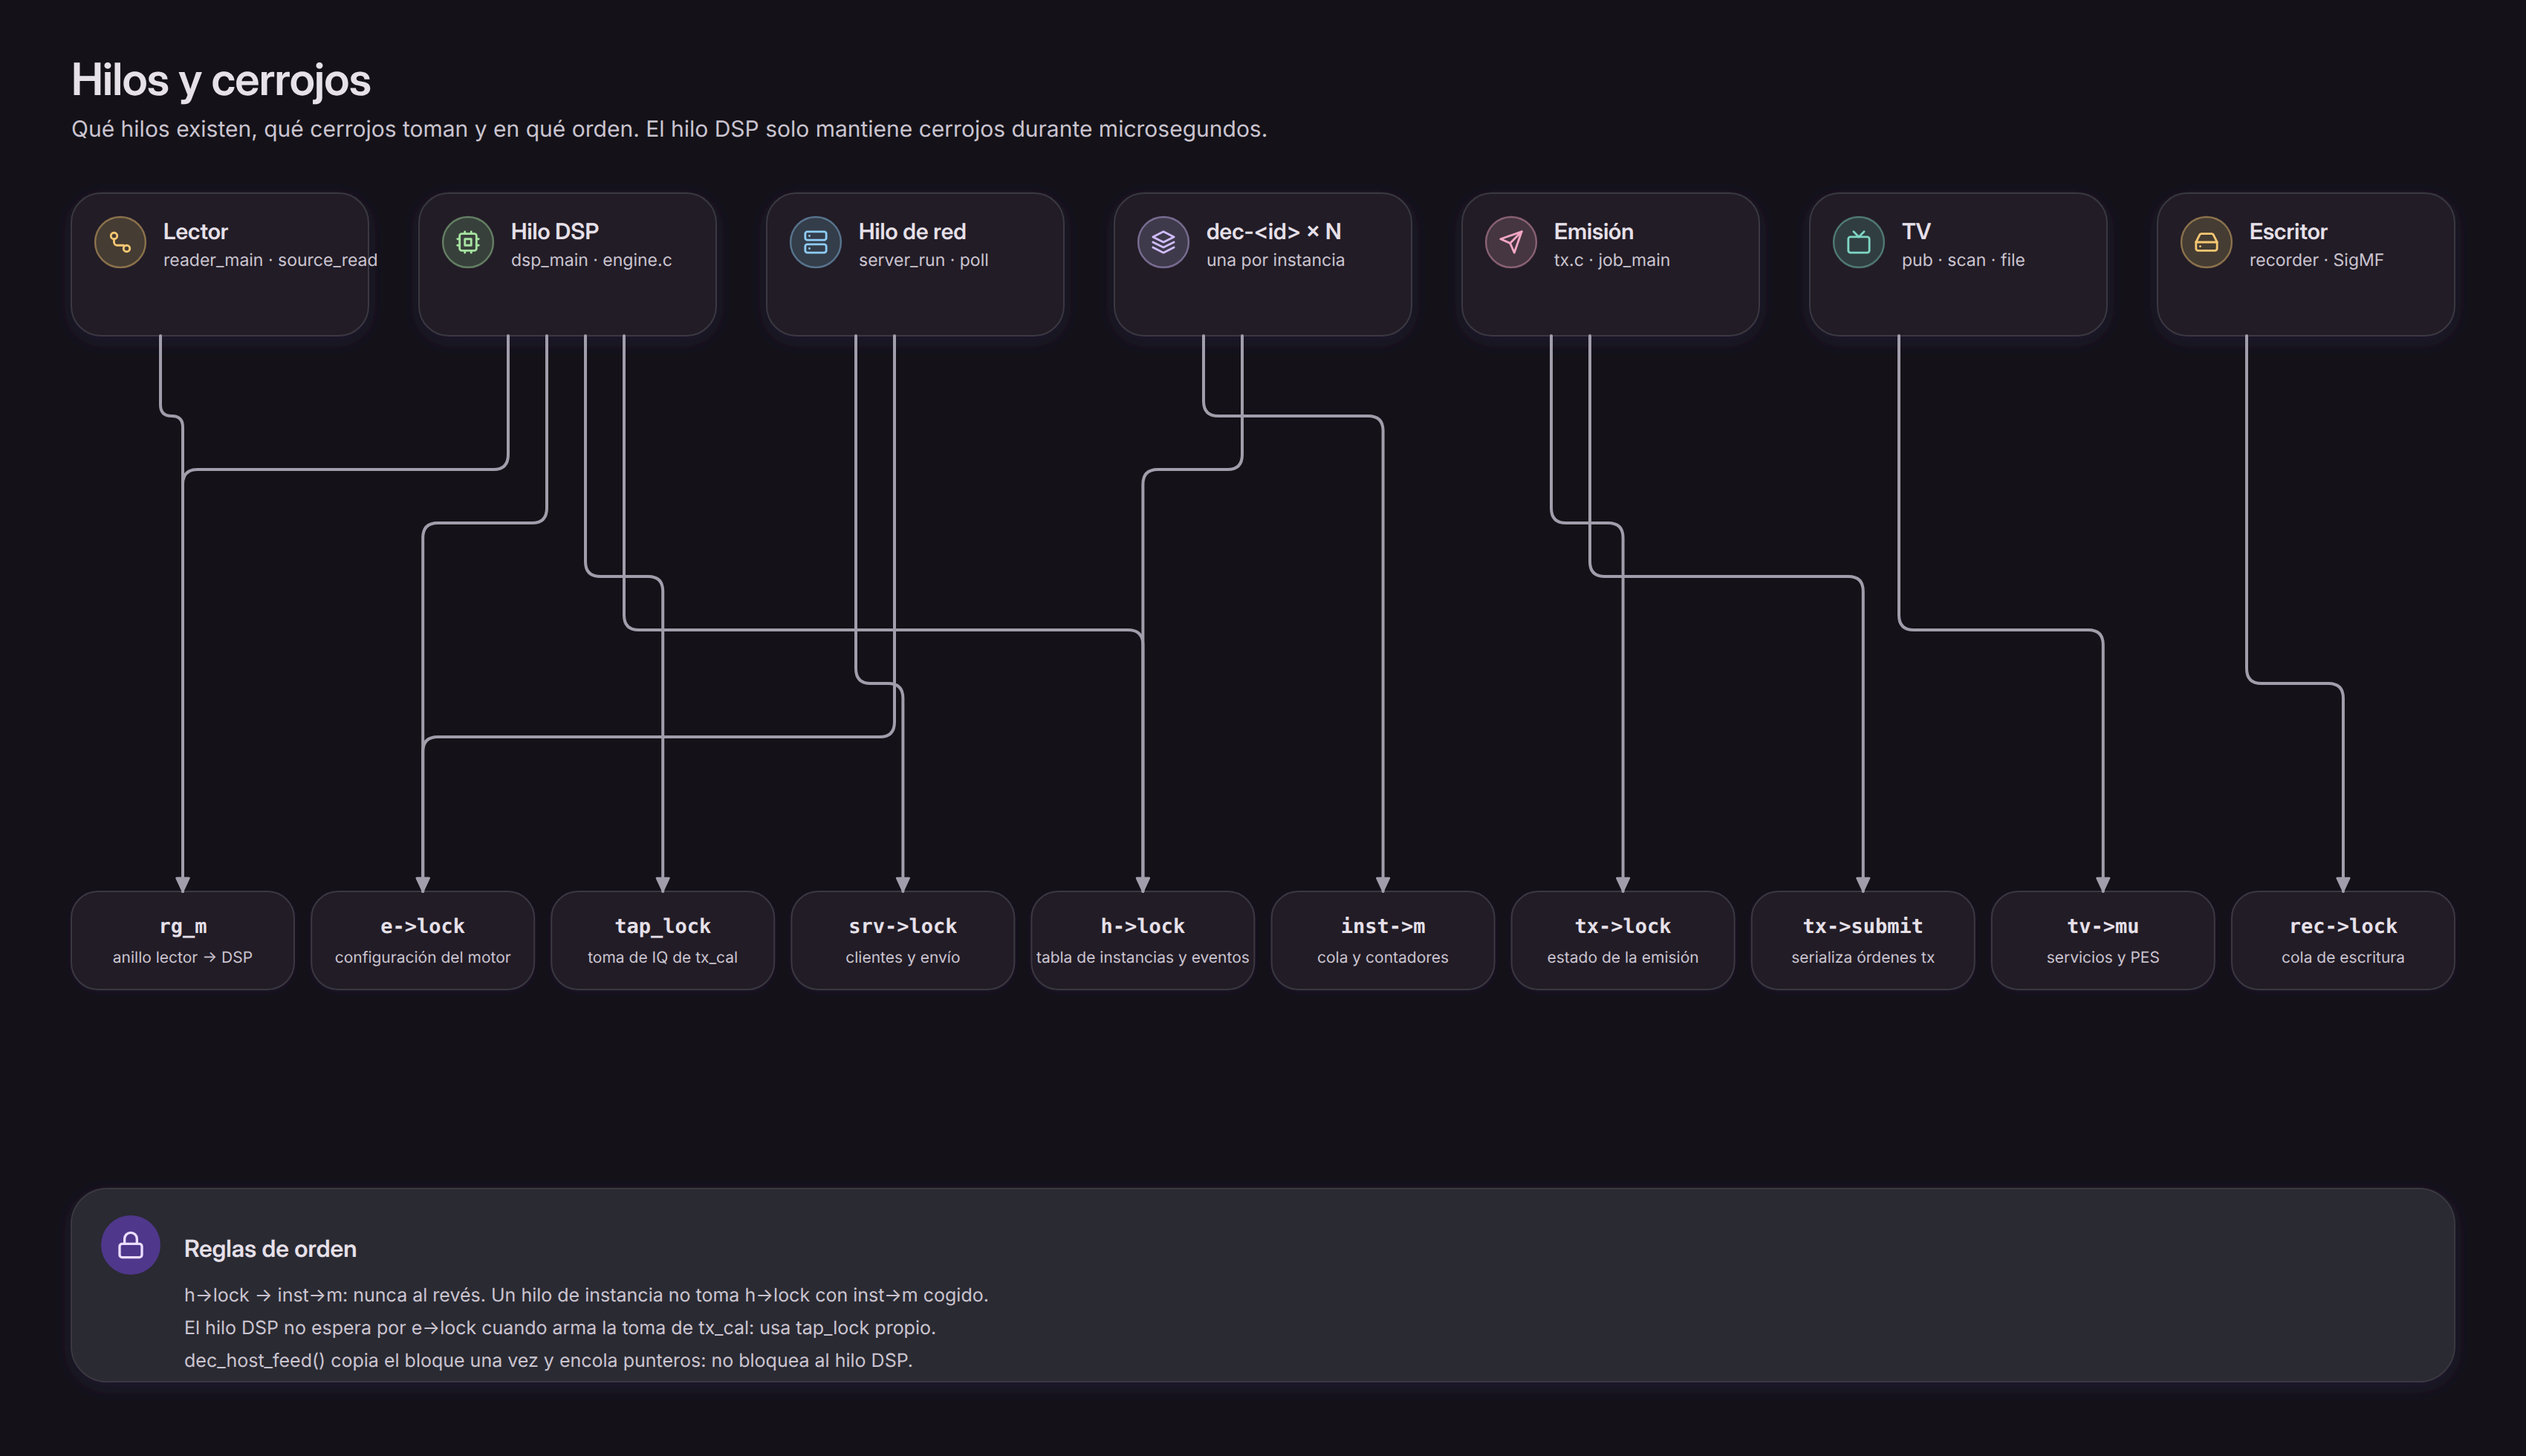 Hilos y cerrojos
Qué hilos existen, qué cerrojos toman y en qué orden. El hilo DSP solo mantiene cerrojos durante microsegundos.
Lector
reader_main · source_read
Hilo DSP
dsp_main · engine.c
Hilo de red
server_run · poll
dec-<id> × N
una por instancia
Emisión
tx.c · job_main
TV
pub · scan · file
Escritor
recorder · SigMF
rg_m
anillo lector → DSP
e->lock
configuración del motor
tap_lock
toma de IQ de tx_cal
srv->lock
clientes y envío
h->lock
tabla de instancias y eventos
inst->m
cola y contadores
tx->lock
estado de la emisión
tx->submit
serializa órdenes tx
tv->mu
servicios y PES
rec->lock
cola de escritura
Reglas de orden
h→lock → inst→m: nunca al revés. Un hilo de instancia no toma h→lock con inst→m cogido.
El hilo DSP no espera por e→lock cuando arma la toma de tx_cal: usa tap_lock propio.
dec_host_feed() copia el bloque una vez y encola punteros: no bloquea al hilo DSP.